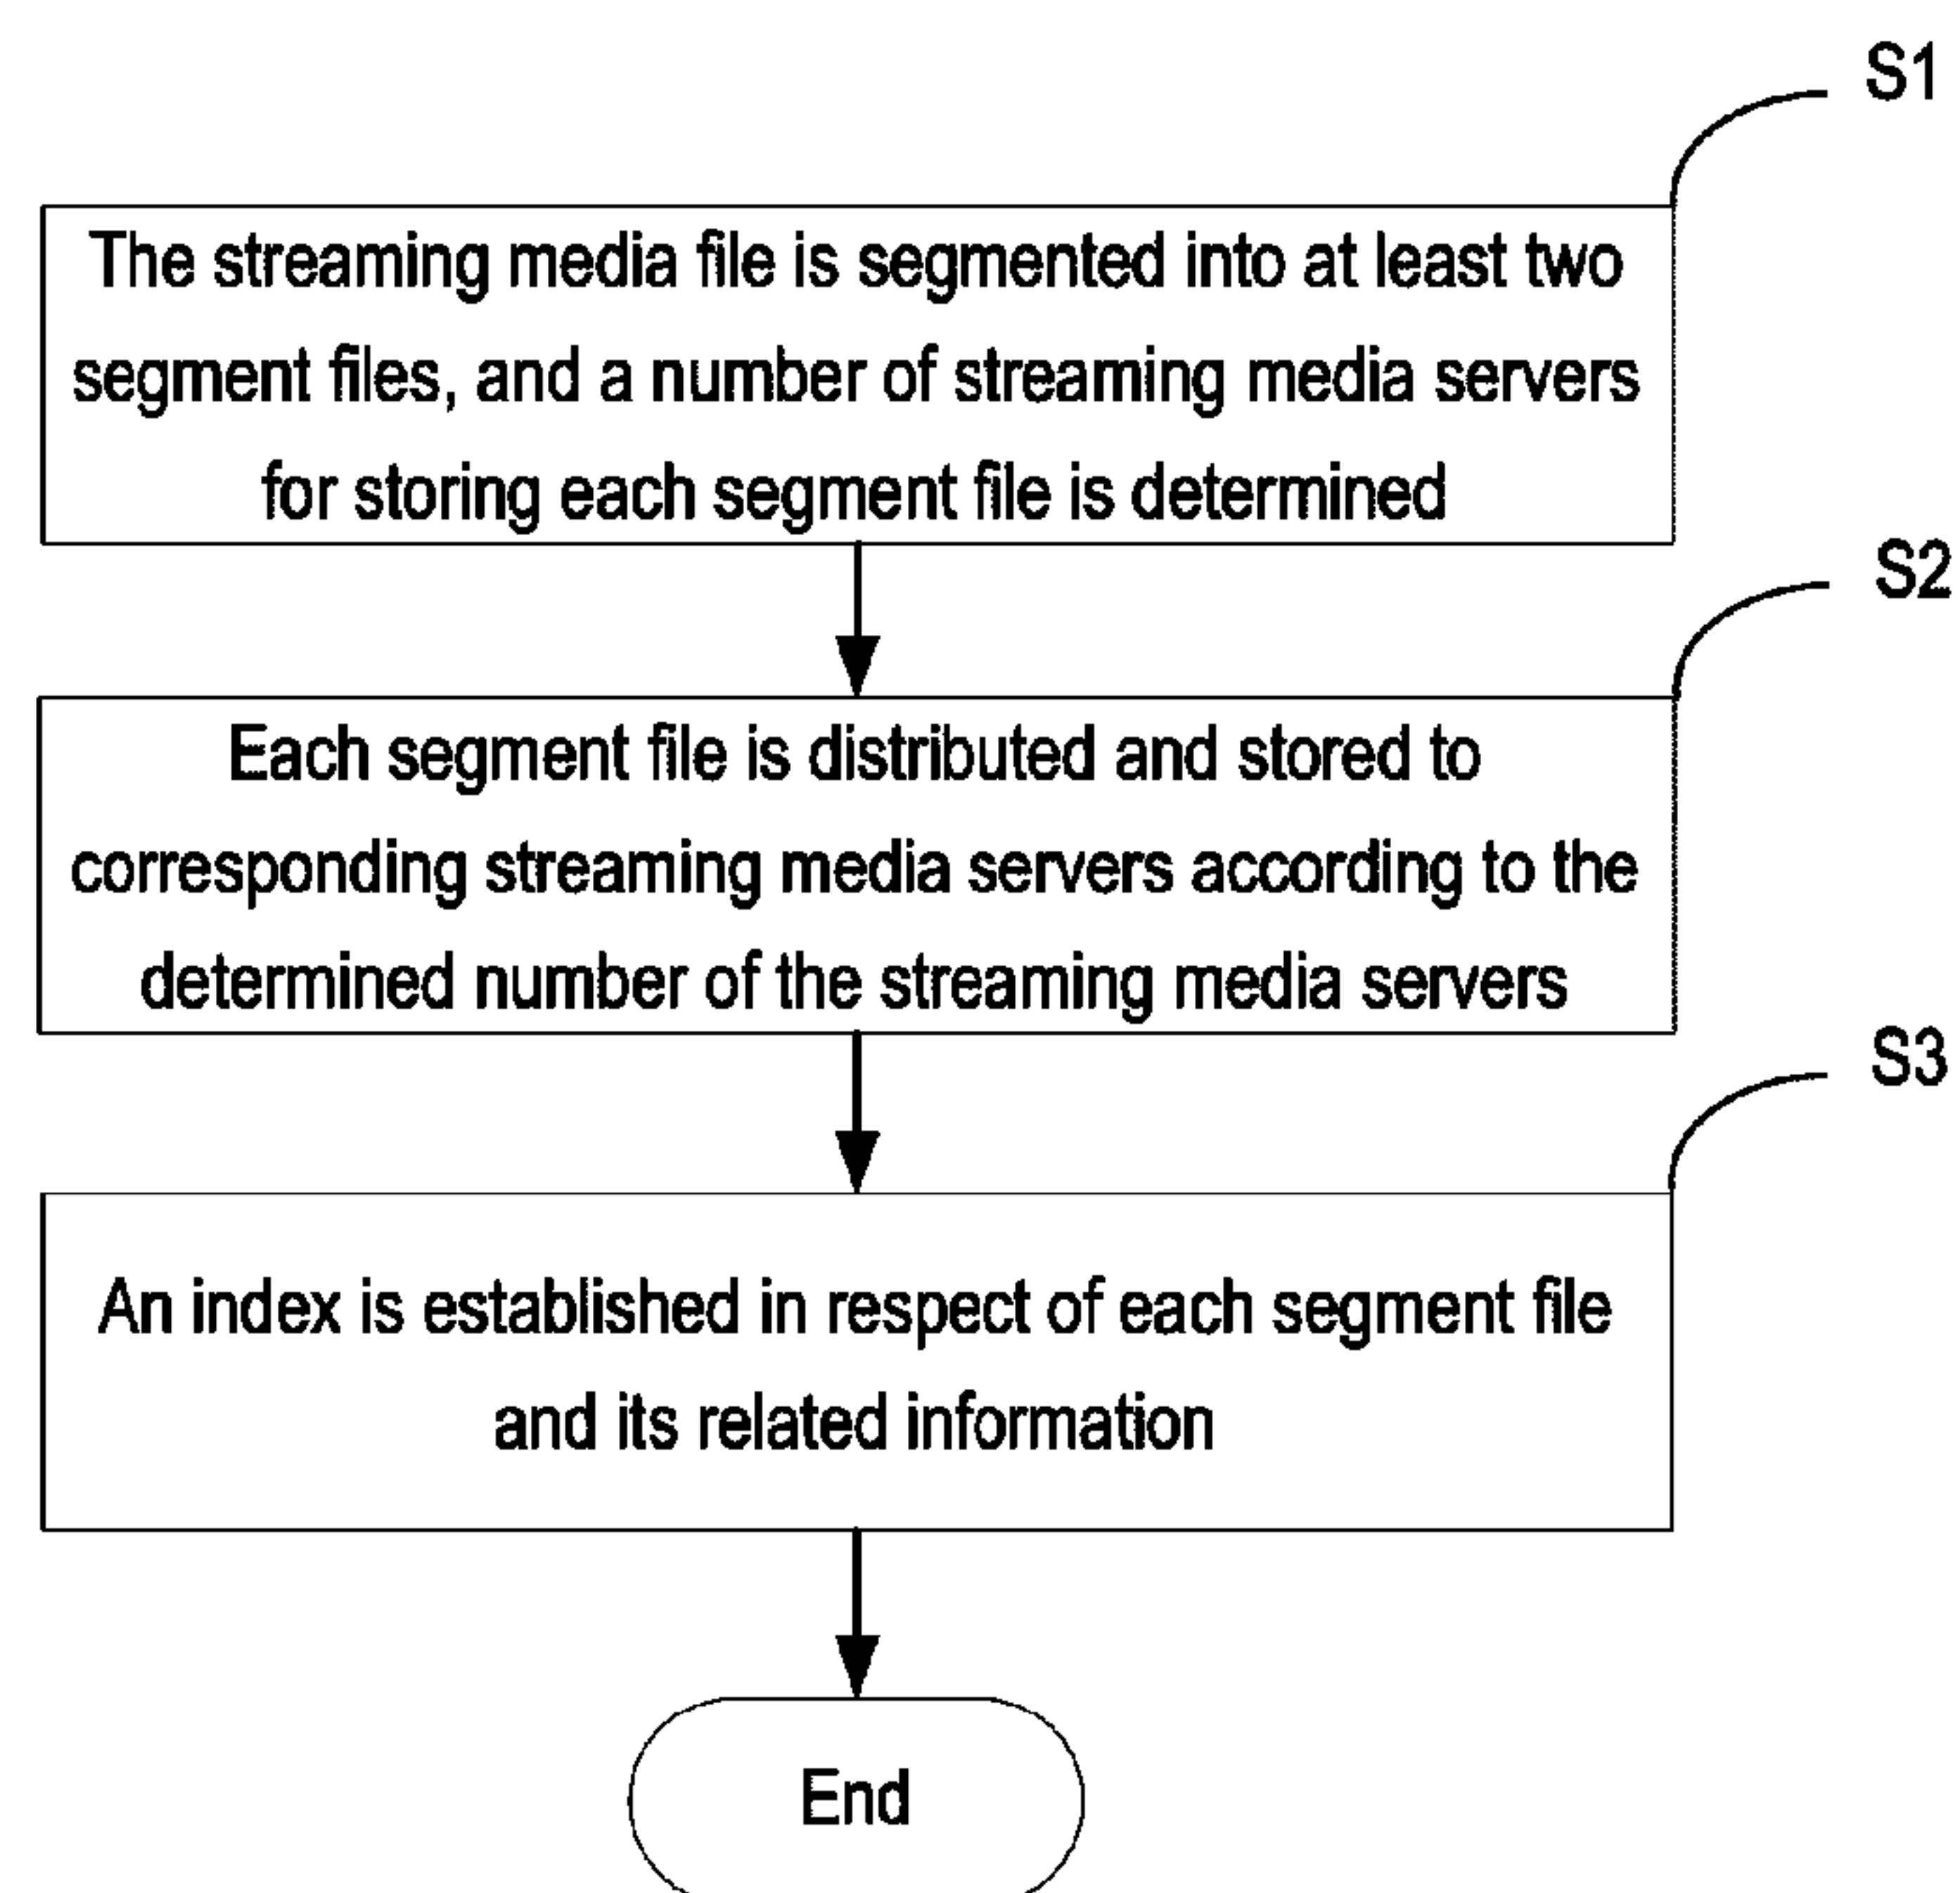 S1
The streaming media file is segmented into at least two
segment files, and a number of streaming media servers
for storing each segment file is determined
S2
Each segment file is distributed and stored to
corresponding streaming media servers according to the
determined number of the streaming media servers
S3
An index is established in respect of each segment file
and its related information
End